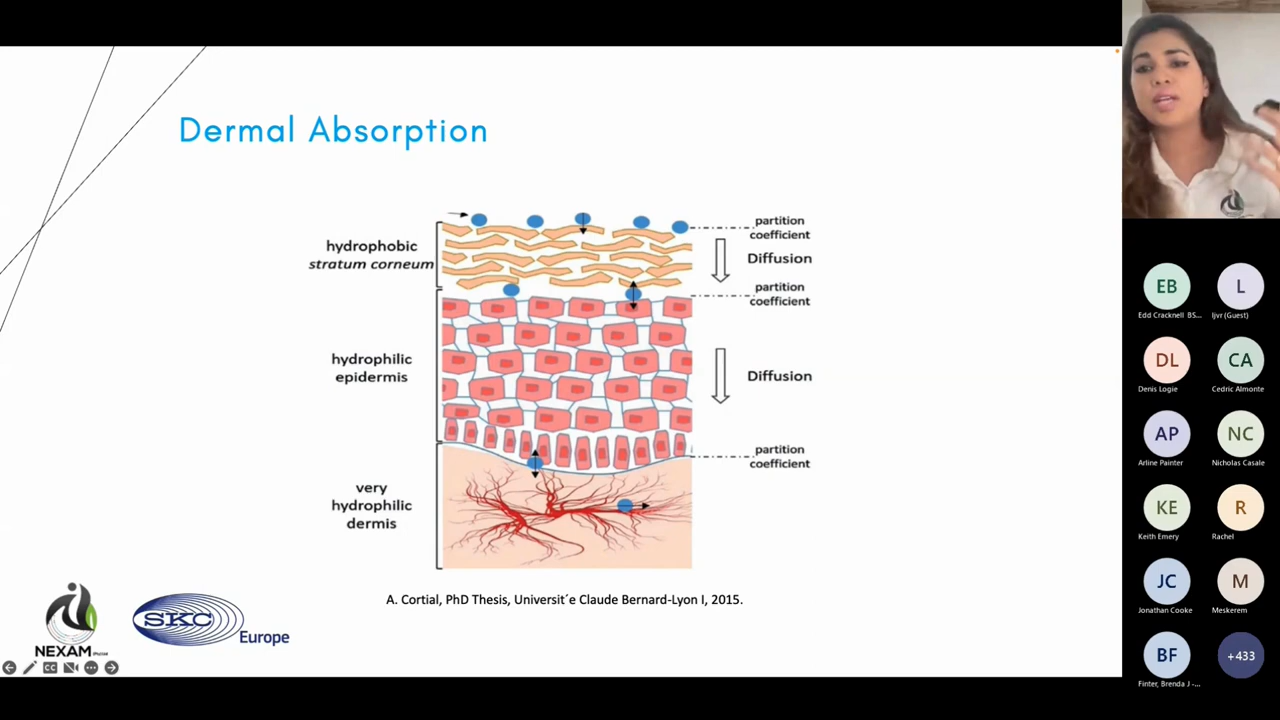 Dermal Absorption
hydrophobic
stratum corneum
hydrophilic
epidermis
very
hydrophilic
dermis
partition
coefficient
Diffusion
partition
coefficient
Diffusion
partition
coefficient
A. Cortial, PhD Thesis, Universit´e Claude Bernard-Lyon I, 2015.
NEXAM
SKC
Europe
CC
EB
Edd Cracknell BS...
L
ljvr (Guest)
DL
Denis Logie
CA
Cedric Almonte
AP
Arline Painter
NC
Nicholas Casale
KE
Keith Emery
R
Rachel
JC
Jonathan Cooke
M
Meskerem
BF
Finter, Brenda J -...
+433